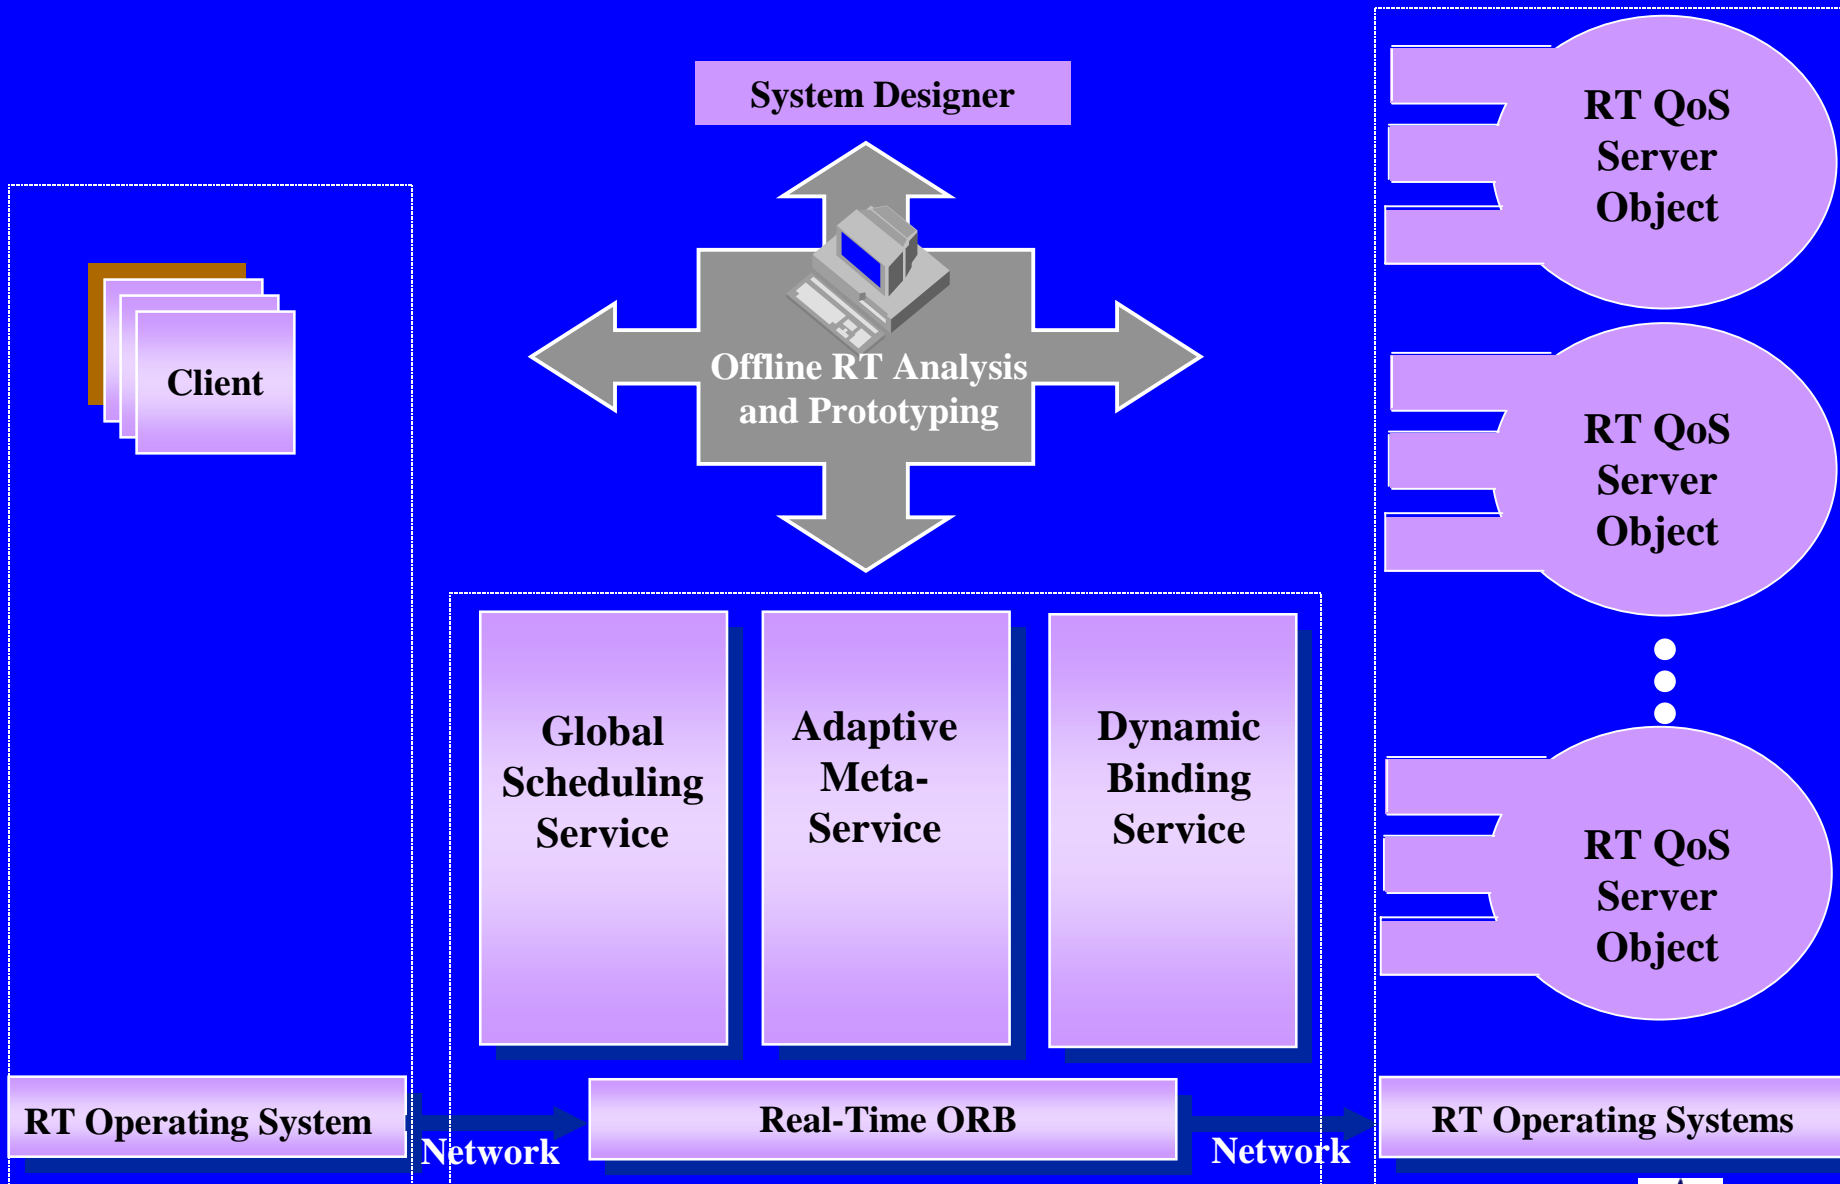 System Designer
RT QoS
Server
Object
Client
Offline RT Analysis
and Prototyping
RT QoS
Server
Object
Global
Scheduling
Service
Adaptive
Meta-
Service
Dynamic
Binding
Service
RT QoS
Server
Object
RT Operating System
Network
Real-Time ORB
Network
RT Operating Systems